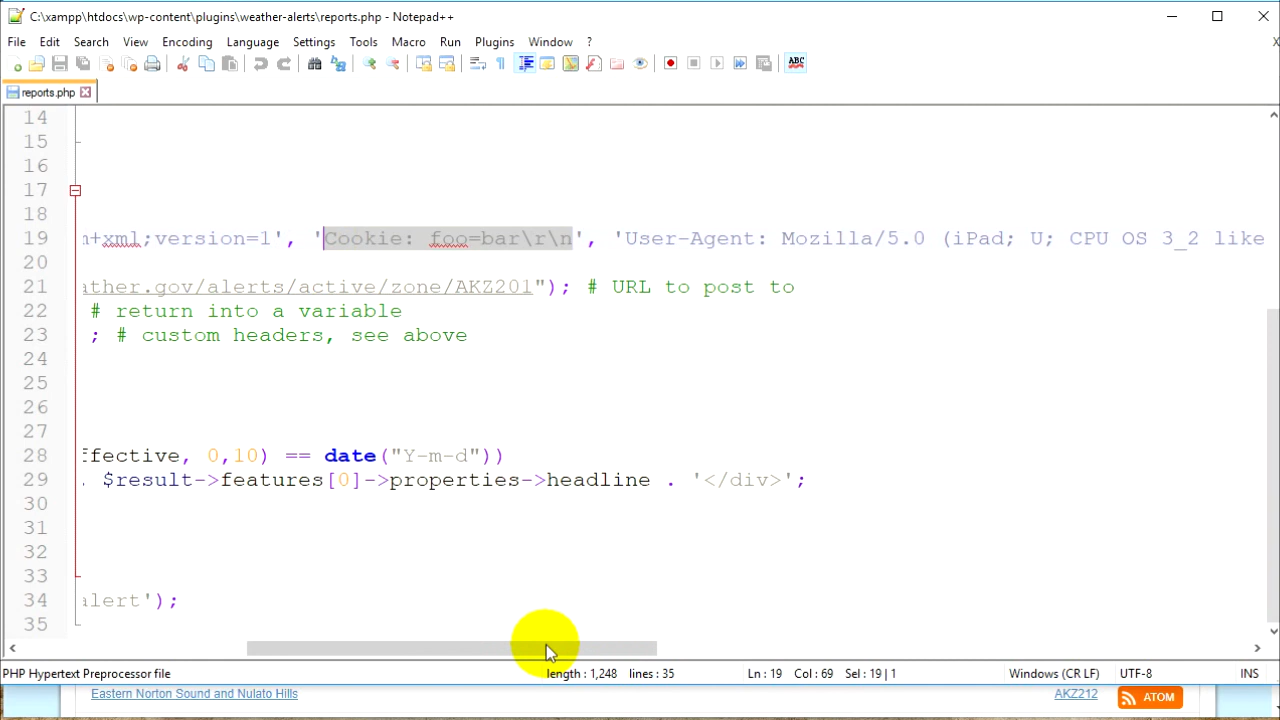 C:\xampp\htdocs\wp-content\plugins\weather-alerts\reports.php - Notepad++
File Edit Search View Encoding Language Settings Tools Macro Run Plugins Window ? X
ABC
reports.php
14
15
16
17
18
19 m+xml;version=1', 'Cookie: foo=bar\r\n', 'User-Agent: Mozilla/5.0 (iPad; U; CPU OS 3_2 like
20
21 ather.gov/alerts/active/zone/AKZ201"); # URL to post to
22 # return into a variable
23 ; # custom headers, see above
24
25
26
27
28 ffective, 0,10) == date("Y-m-d"))
29 . $result->features[0]->properties->headline . '</div>';
30
31
32
33
34 alert');
35
PHP Hypertext Preprocessor file length : 1,248 lines : 35 Ln : 19 Col : 69 Sel : 19 | 1 Windows (CR LF) UTF-8 INS
Eastern Norton Sound and Nulato Hills AKZ212 ATOM